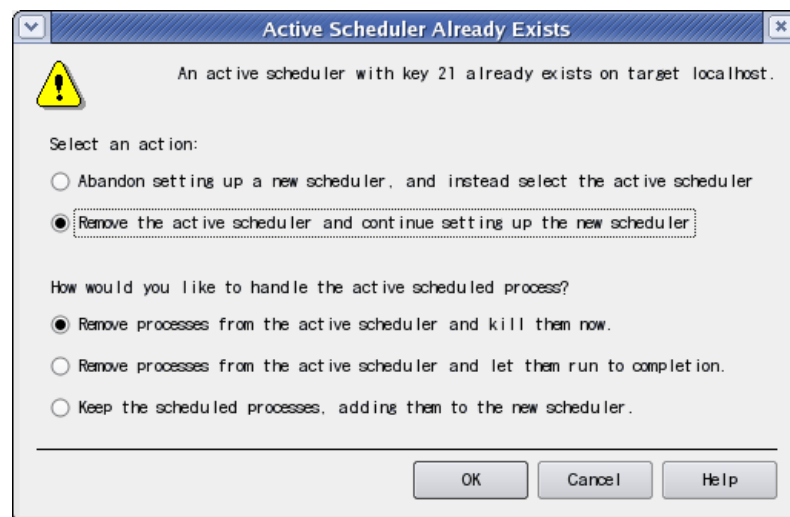 Active Scheduler Already Exists
An active scheduler with key 21 already exists on target localhost.
Select an action:
Abandon setting up a new scheduler, and instead select the active scheduler
Remove the active scheduler and continue setting up the new scheduler
How would you like to handle the active scheduled process?
Remove processes from the active scheduler and kill them now.
Remove processes from the active scheduler and let them run to completion.
Keep the scheduled processes, adding them to the new scheduler.
OK Cancel Help